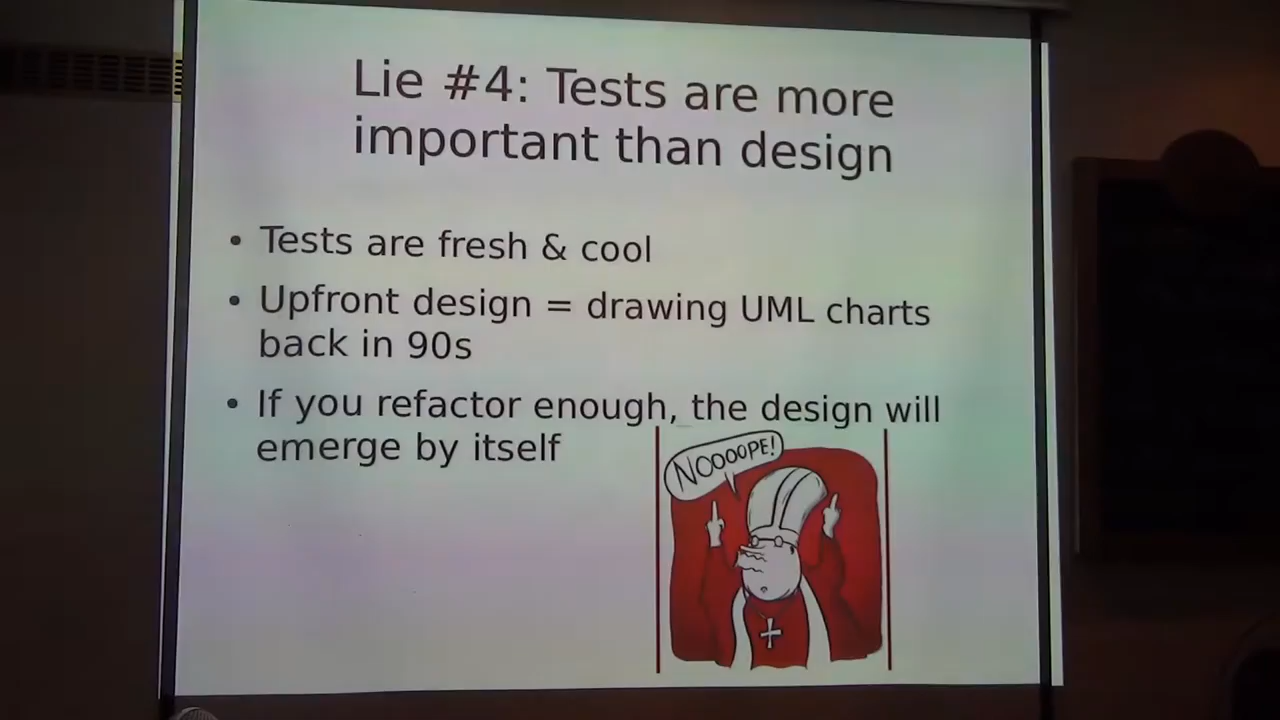 Lie #4: Tests are more
important than design
• Tests are fresh & cool
• Upfront design = drawing UML charts
back in 90s
• If you refactor enough, the design will
emerge by itself
NOOOOPE!